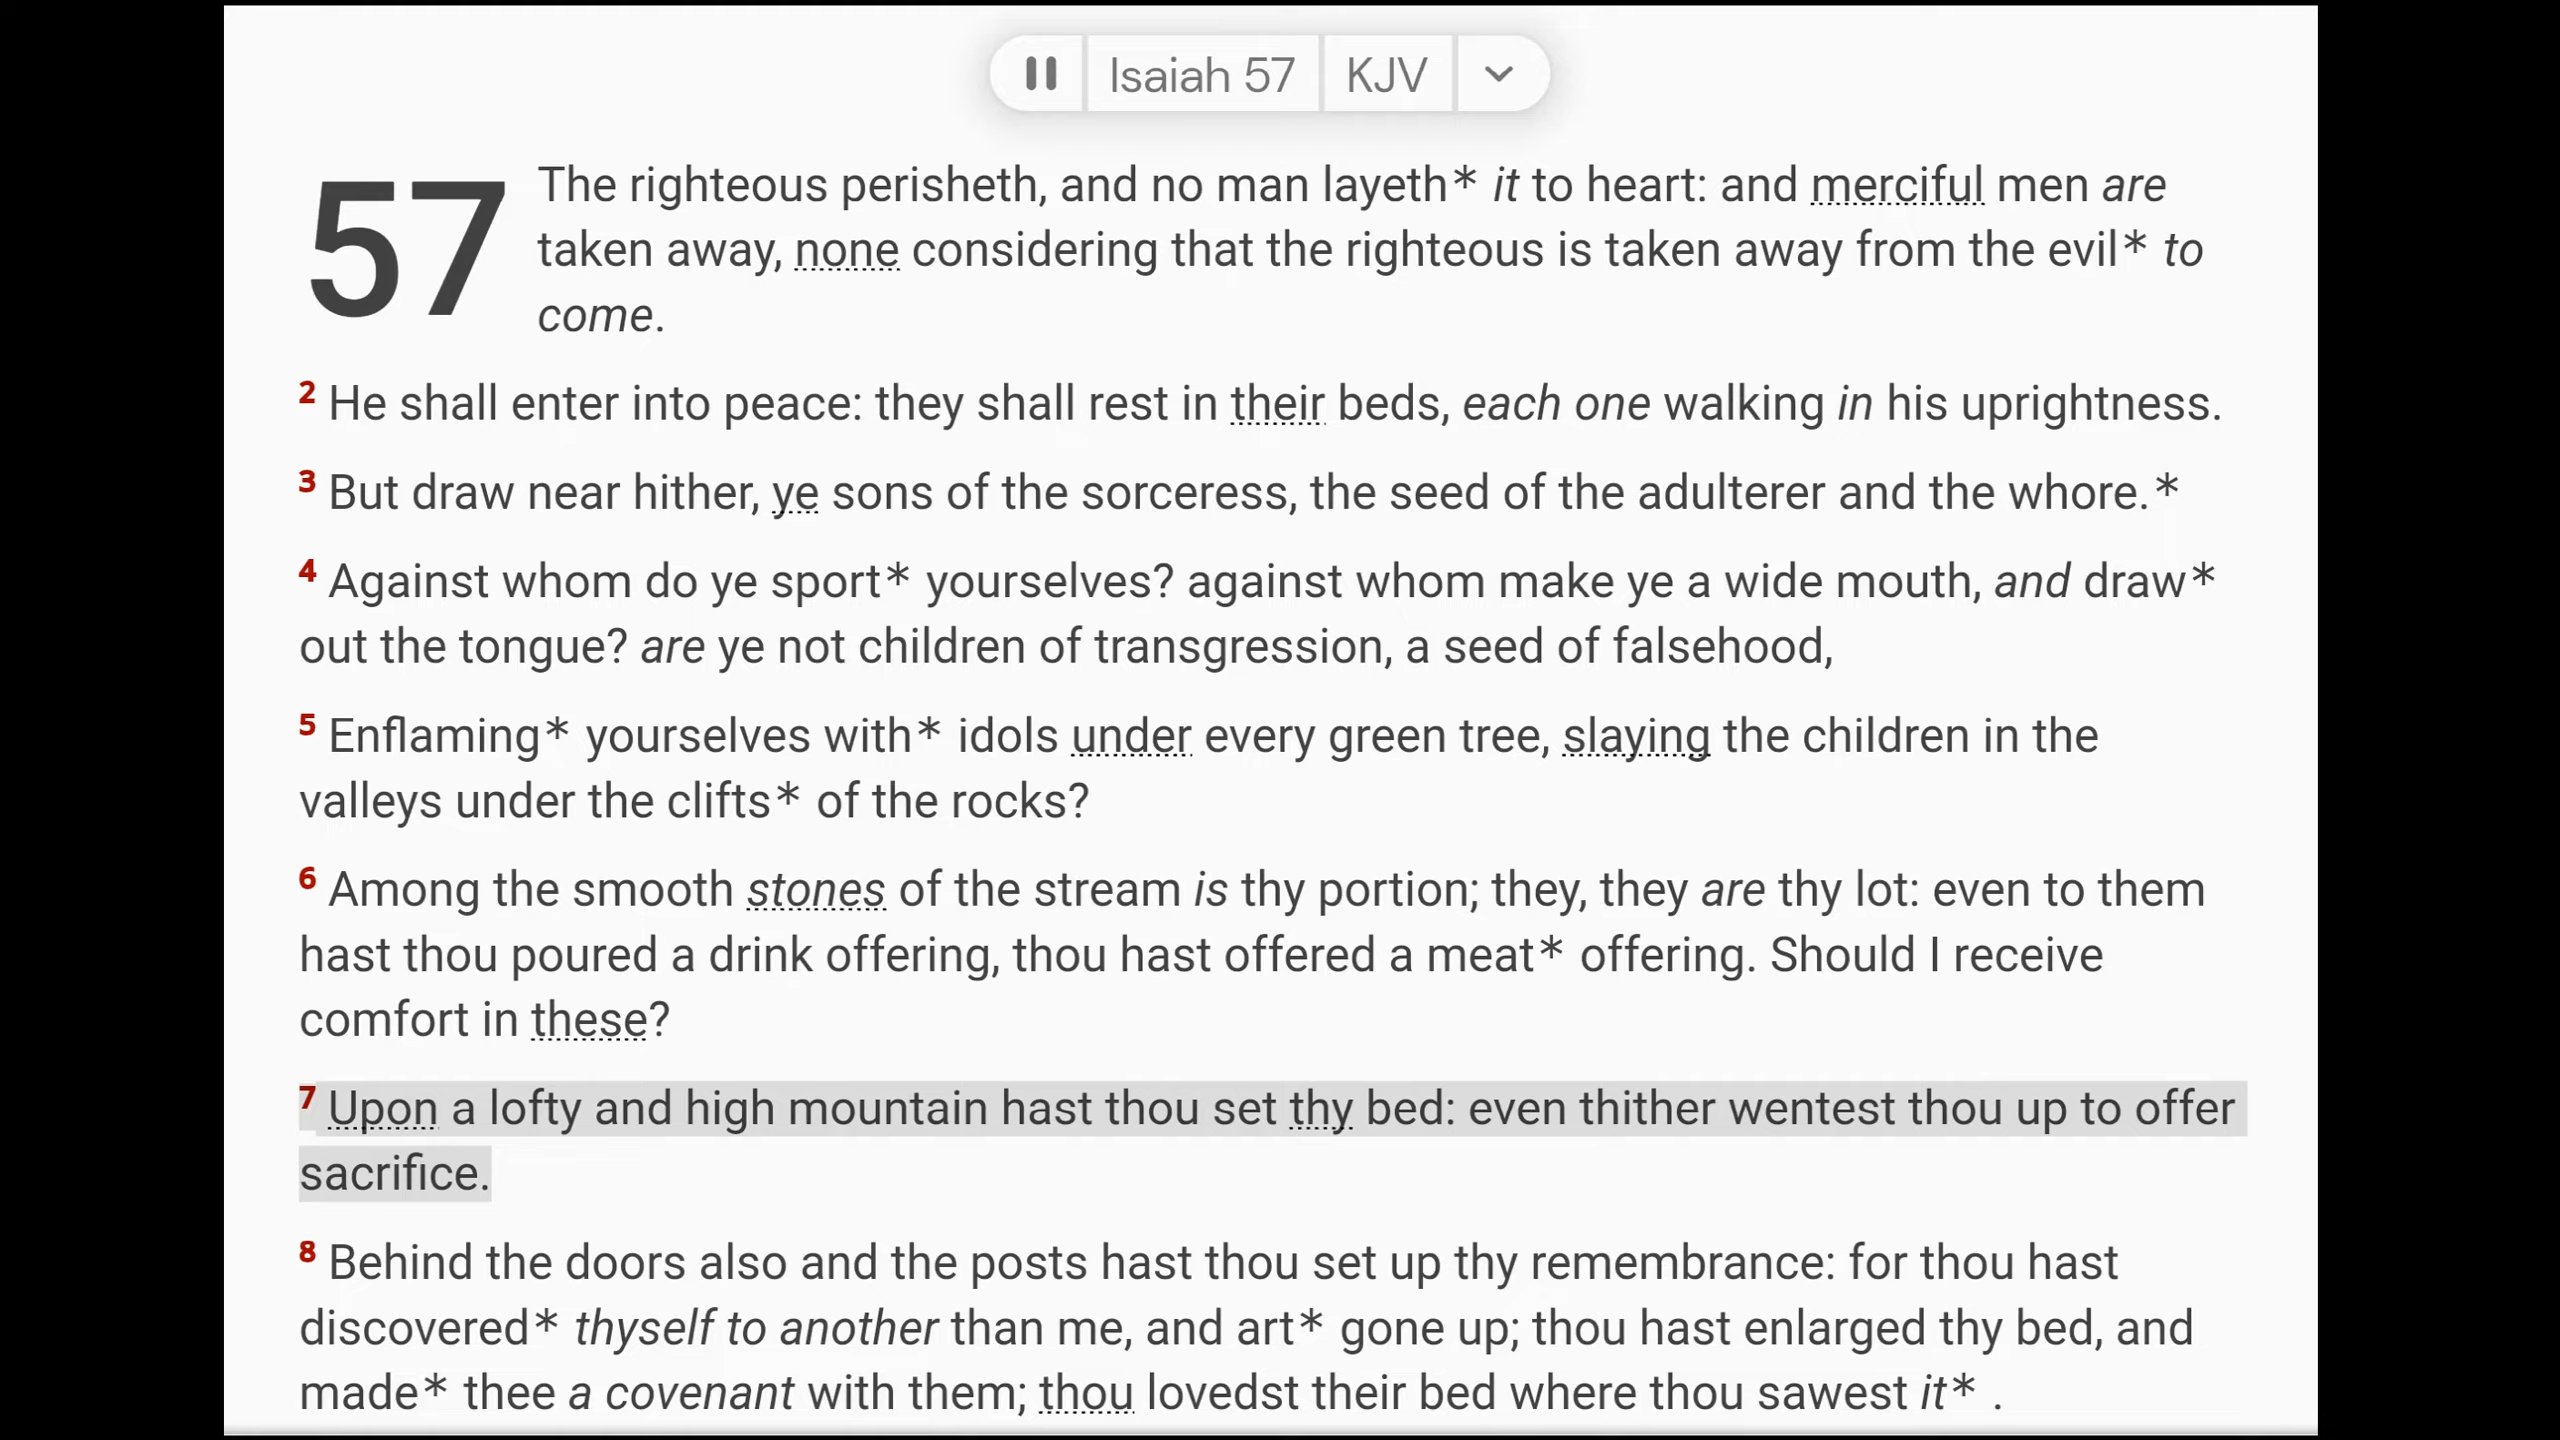 Isaiah 57 KJV
57 The righteous perisheth, and no man layeth* it to heart: and merciful men are
taken away, none considering that the righteous is taken away from the evil* to
come.
2 He shall enter into peace: they shall rest in their beds, each one walking in his uprightness.
3 But draw near hither, ye sons of the sorceress, the seed of the adulterer and the whore.*
4 Against whom do ye sport* yourselves? against whom make ye a wide mouth, and draw*
out the tongue? are ye not children of transgression, a seed of falsehood,
5 Enflaming* yourselves with* idols under every green tree, slaying the children in the
valleys under the clifts* of the rocks?
6 Among the smooth stones of the stream is thy portion; they, they are thy lot: even to them
hast thou poured a drink offering, thou hast offered a meat* offering. Should I receive
comfort in these?
7 Upon a lofty and high mountain hast thou set thy bed: even thither wentest thou up to offer
sacrifice.
8 Behind the doors also and the posts hast thou set up thy remembrance: for thou hast
discovered* thyself to another than me, and art* gone up; thou hast enlarged thy bed, and
made* thee a covenant with them; thou lovedst their bed where thou sawest it* .